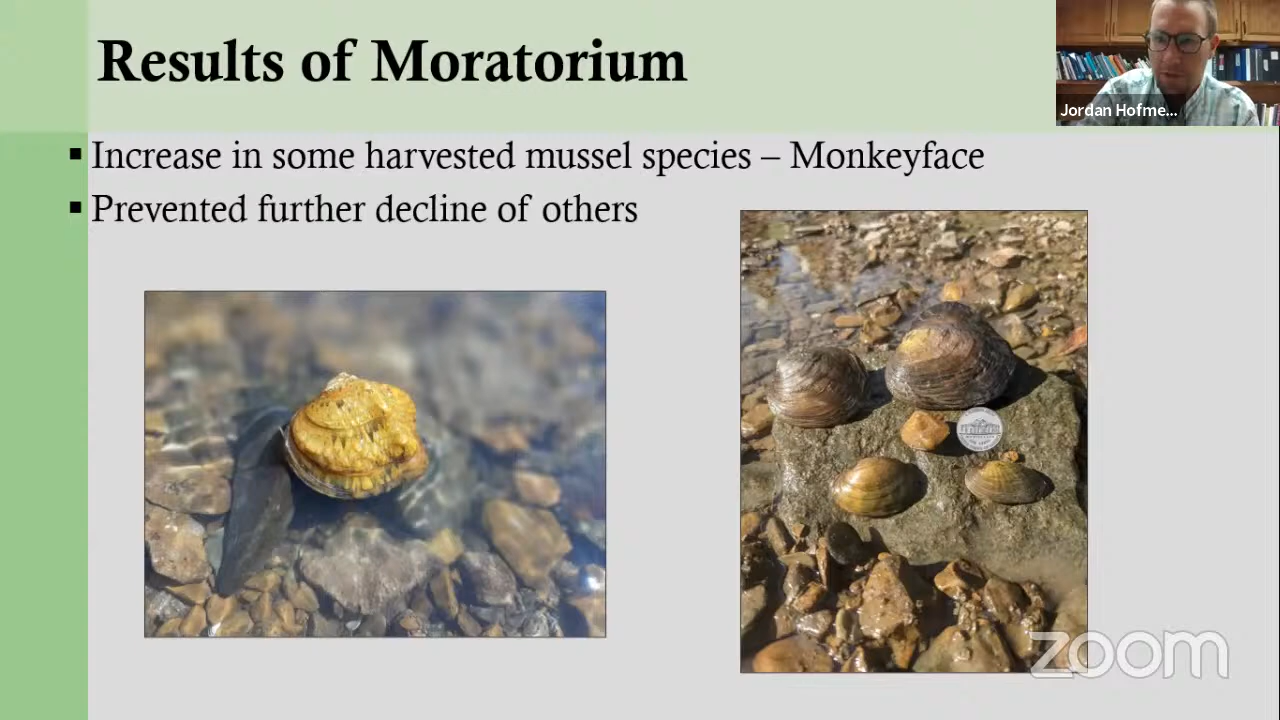 Results of Moratorium
Jordan Hofme...
▪ Increase in some harvested mussel species – Monkeyface
▪ Prevented further decline of others
zoom